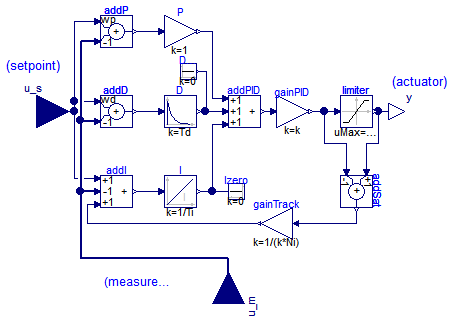 addP
P
wp
-1
k=1
(setpoint)
u_s
D
k=0
addD
D
addPID
gainPID
limiter
(actuator)
y
wd
-1
+1
+1
+1
k=Td
k=k
uMax=...
addI
I
Izero
+1
-1
+1
+
k=1/Ti
k=0
addSat
gainTrack
k=1/(k*Ni)
(measure...
u_m